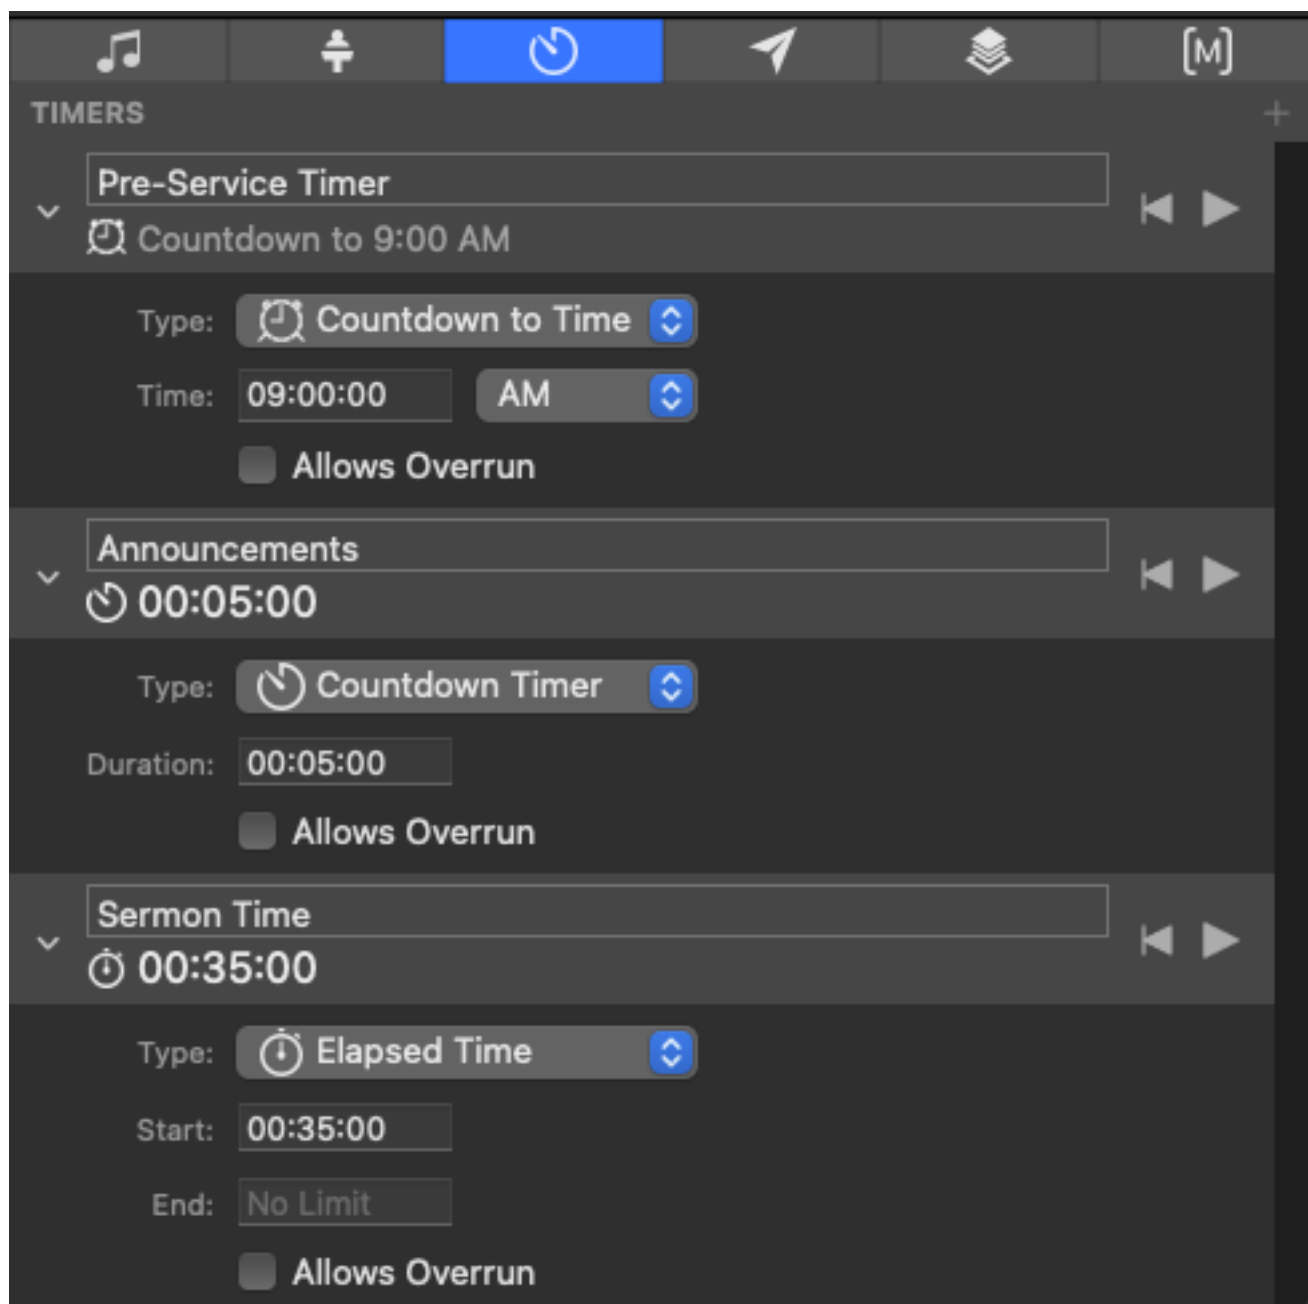 [M]
TIMERS
Pre-Service Timer
Countdown to 9:00 AM
Type: Countdown to Time
Time: 09:00:00 AM
Allows Overrun
Announcements
00:05:00
Type: Countdown Timer
Duration: 00:05:00
Allows Overrun
Sermon Time
00:35:00
Type: Elapsed Time
Start: 00:35:00
End: No Limit
Allows Overrun